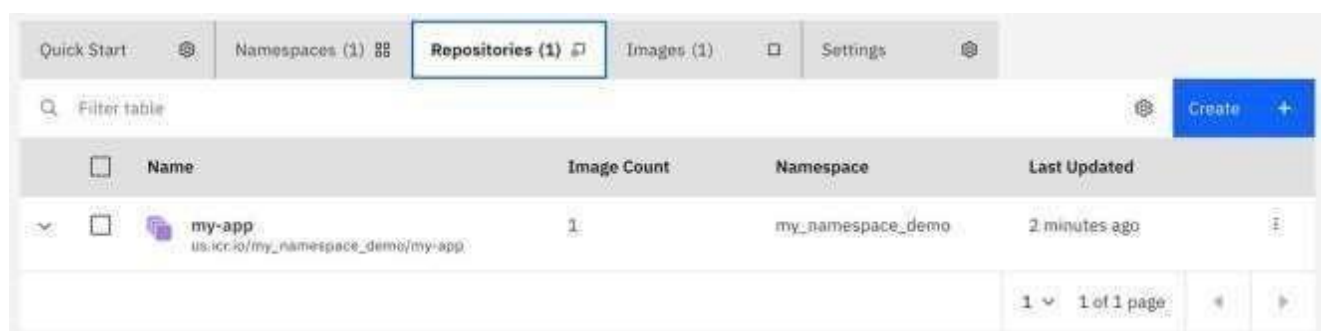 Quick Start Namespaces (1) Repositories (1) Images (1) Settings
Filter table Create +
Name Image Count Namespace Last Updated
my-app 1 my_namespace_demo 2 minutes ago
us.icr.io/my_namespace_demo/my-app
1 1 of 1 page